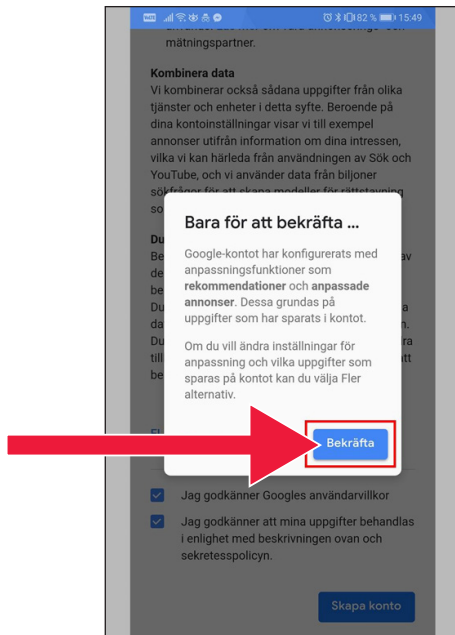 82 % 15:49
mätningspartner.
Kombinera data
Vi kombinerar också sådana uppgifter från olika
tjänster och enheter i detta syfte. Beroende på
dina kontoinställningar visar vi till exempel
annonser utifrån information om dina intressen,
vilka vi kan härleda från användningen av Sök och
YouTube, och vi använder data från biljoner
sökfrågor för att skapa modeller för rättstavning
so
Bara för att bekräfta ...
Google-kontot har konfigurerats med
anpassningsfunktioner som
rekommendationer och anpassade
annonser. Dessa grundas på
uppgifter som har sparats i kontot.
Om du vill ändra inställningar för
anpassning och vilka uppgifter som
sparas på kontot kan du välja Fler
alternativ.
Bekräfta
Jag godkänner Googles användarvillkor
Jag godkänner att mina uppgifter behandlas
i enlighet med beskrivningen ovan och
sekretesspolicyn.
Skapa konto